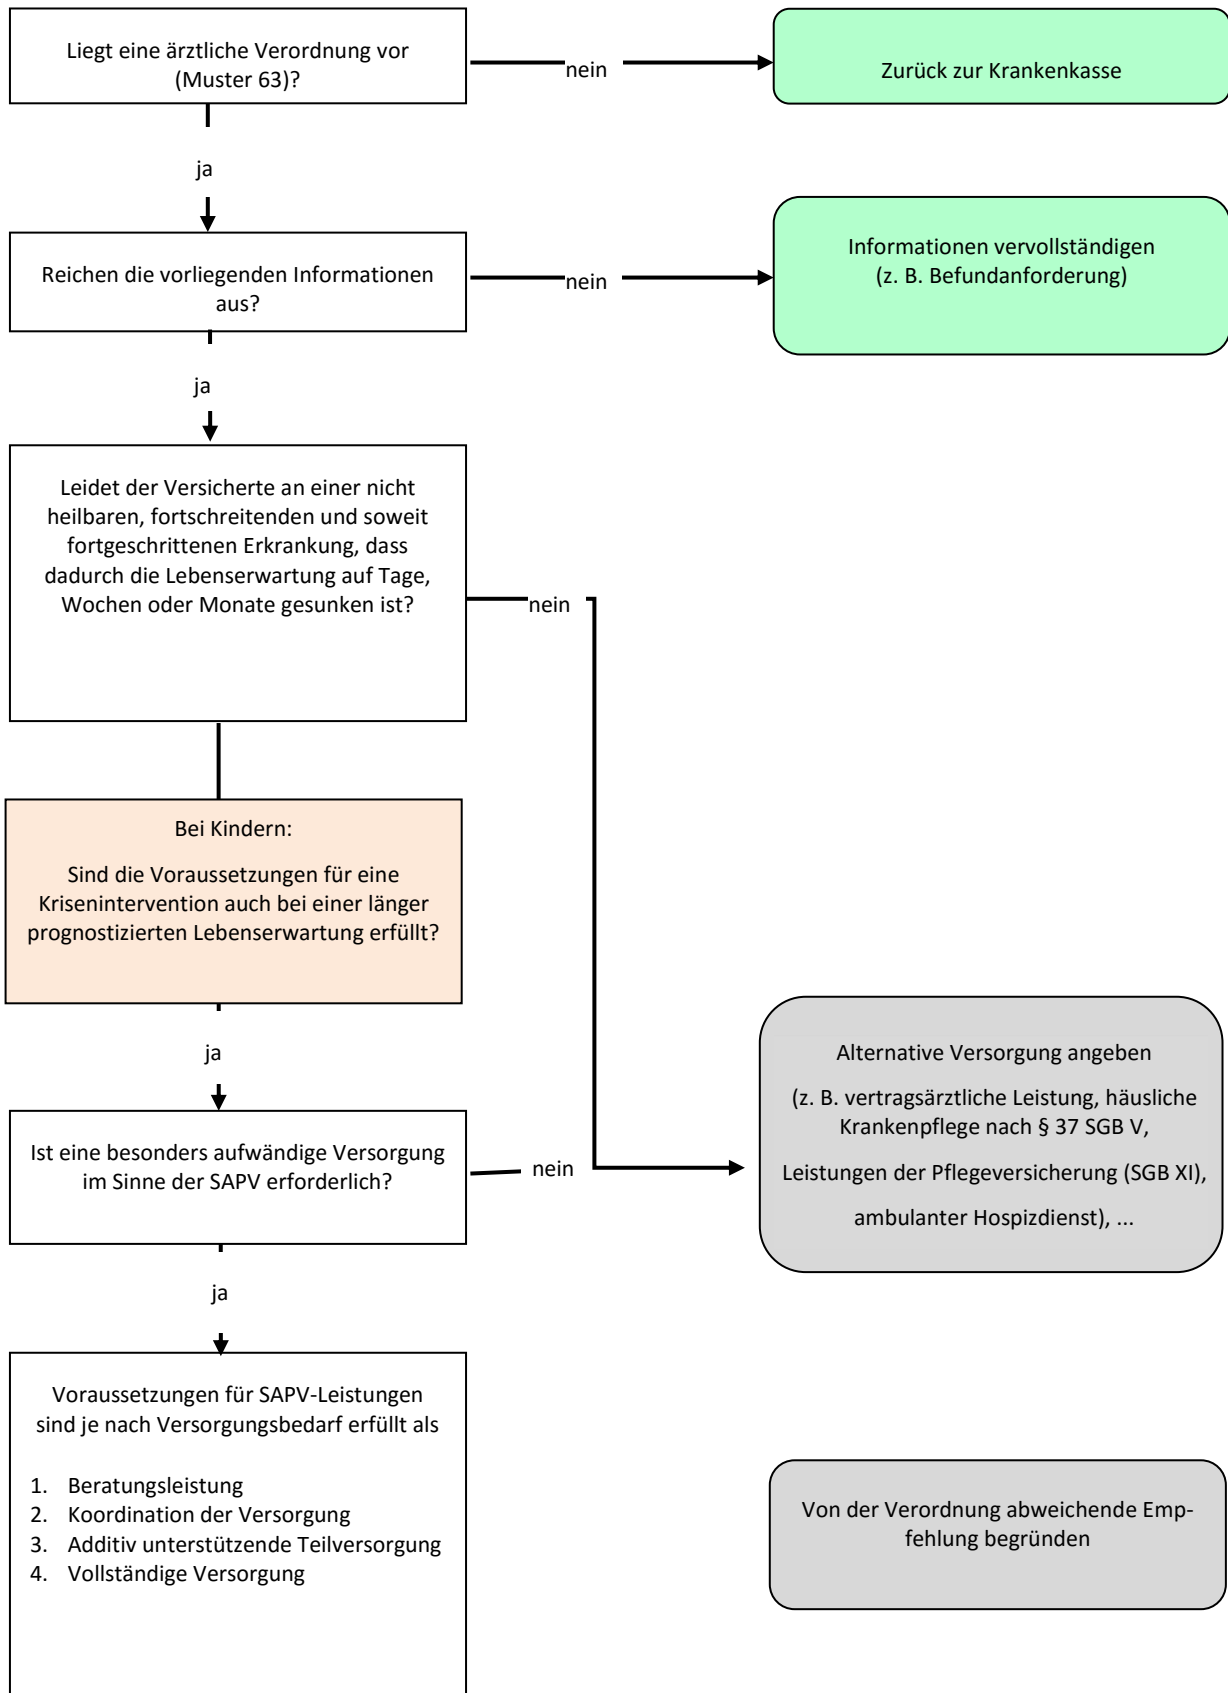 Liegt eine ärztliche Verordnung vor
(Muster 63)?
nein
Zurück zur Krankenkasse
ja
Reichen die vorliegenden Informationen
aus?
nein
Informationen vervollständigen
(z. B. Befundanforderung)
ja
Leidet der Versicherte an einer nicht
heilbaren, fortschreitenden und soweit
fortgeschrittenen Erkrankung, dass
dadurch die Lebenserwartung auf Tage,
Wochen oder Monate gesunken ist?
nein
Bei Kindern:
Sind die Voraussetzungen für eine
Krisenintervention auch bei einer länger
prognostizierten Lebenserwartung erfüllt?
ja
Ist eine besonders aufwändige Versorgung
im Sinne der SAPV erforderlich?
nein
Alternative Versorgung angeben
(z. B. vertragsärztliche Leistung, häusliche
Krankenpflege nach § 37 SGB V,
Leistungen der Pflegeversicherung (SGB XI),
ambulanter Hospizdienst), ...
ja
Voraussetzungen für SAPV-Leistungen
sind je nach Versorgungsbedarf erfüllt als
1. Beratungsleistung
2. Koordination der Versorgung
3. Additiv unterstützende Teilversorgung
4. Vollständige Versorgung
Von der Verordnung abweichende Emp-
fehlung begründen